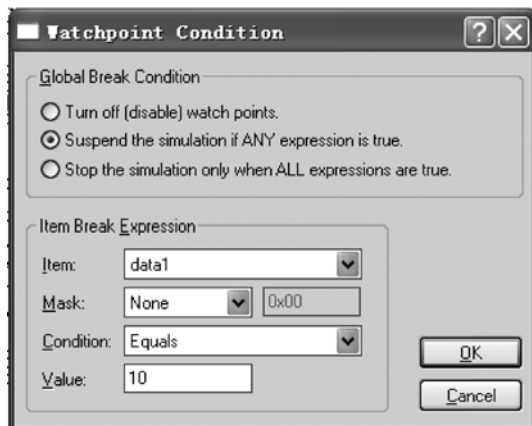 Watchpoint Condition
Global Break Condition
Turn off (disable) watch points.
Suspend the simulation if ANY expression is true.
Stop the simulation only when ALL expressions are true.
Item Break Expression
Item: data1
Mask: None 0x00
Condition: Equals
Value: 10
OK
Cancel